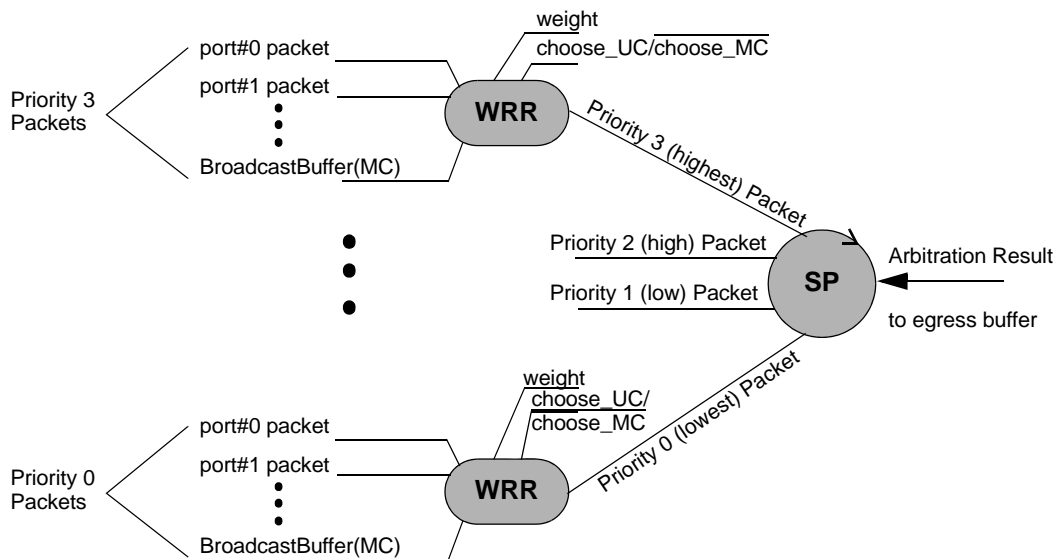 weight
choose_UC/choose_MC
port#0 packet
port#1 packet
Priority 3
Packets
WRR
BroadcastBuffer(MC)
Priority 3 (highest) Packet
Priority 2 (high) Packet
Priority 1 (low) Packet
SP
Arbitration Result
to egress buffer
Priority 0 (lowest) Packet
weight
choose_UC/
choose_MC
port#0 packet
port#1 packet
Priority 0
Packets
WRR
BroadcastBuffer(MC)